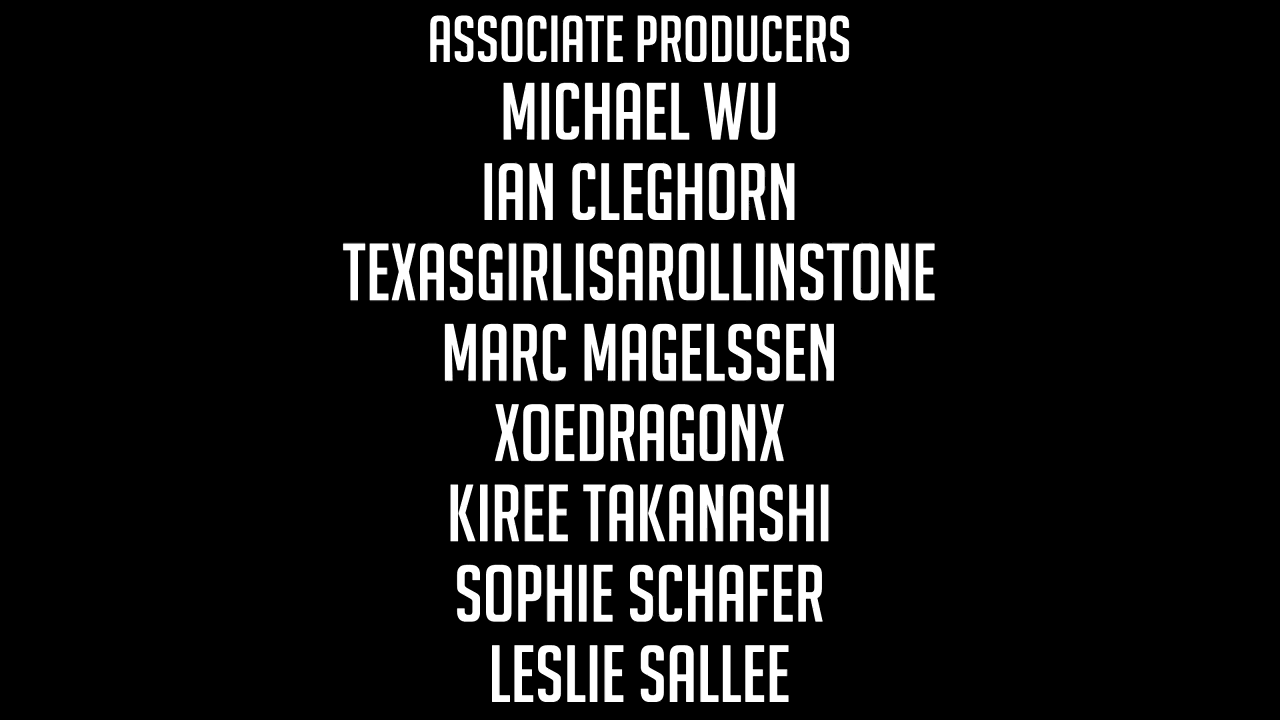 ASSOCIATE PRODUCERS
MICHAEL WU
IAN CLEGHORN
TEXASGIRLISAROLLINSTONE
MARC MAGELSSEN
XOEDRAGONX
KIREE TAKANASHI
SOPHIE SCHAFER
LESLIE SALLEE